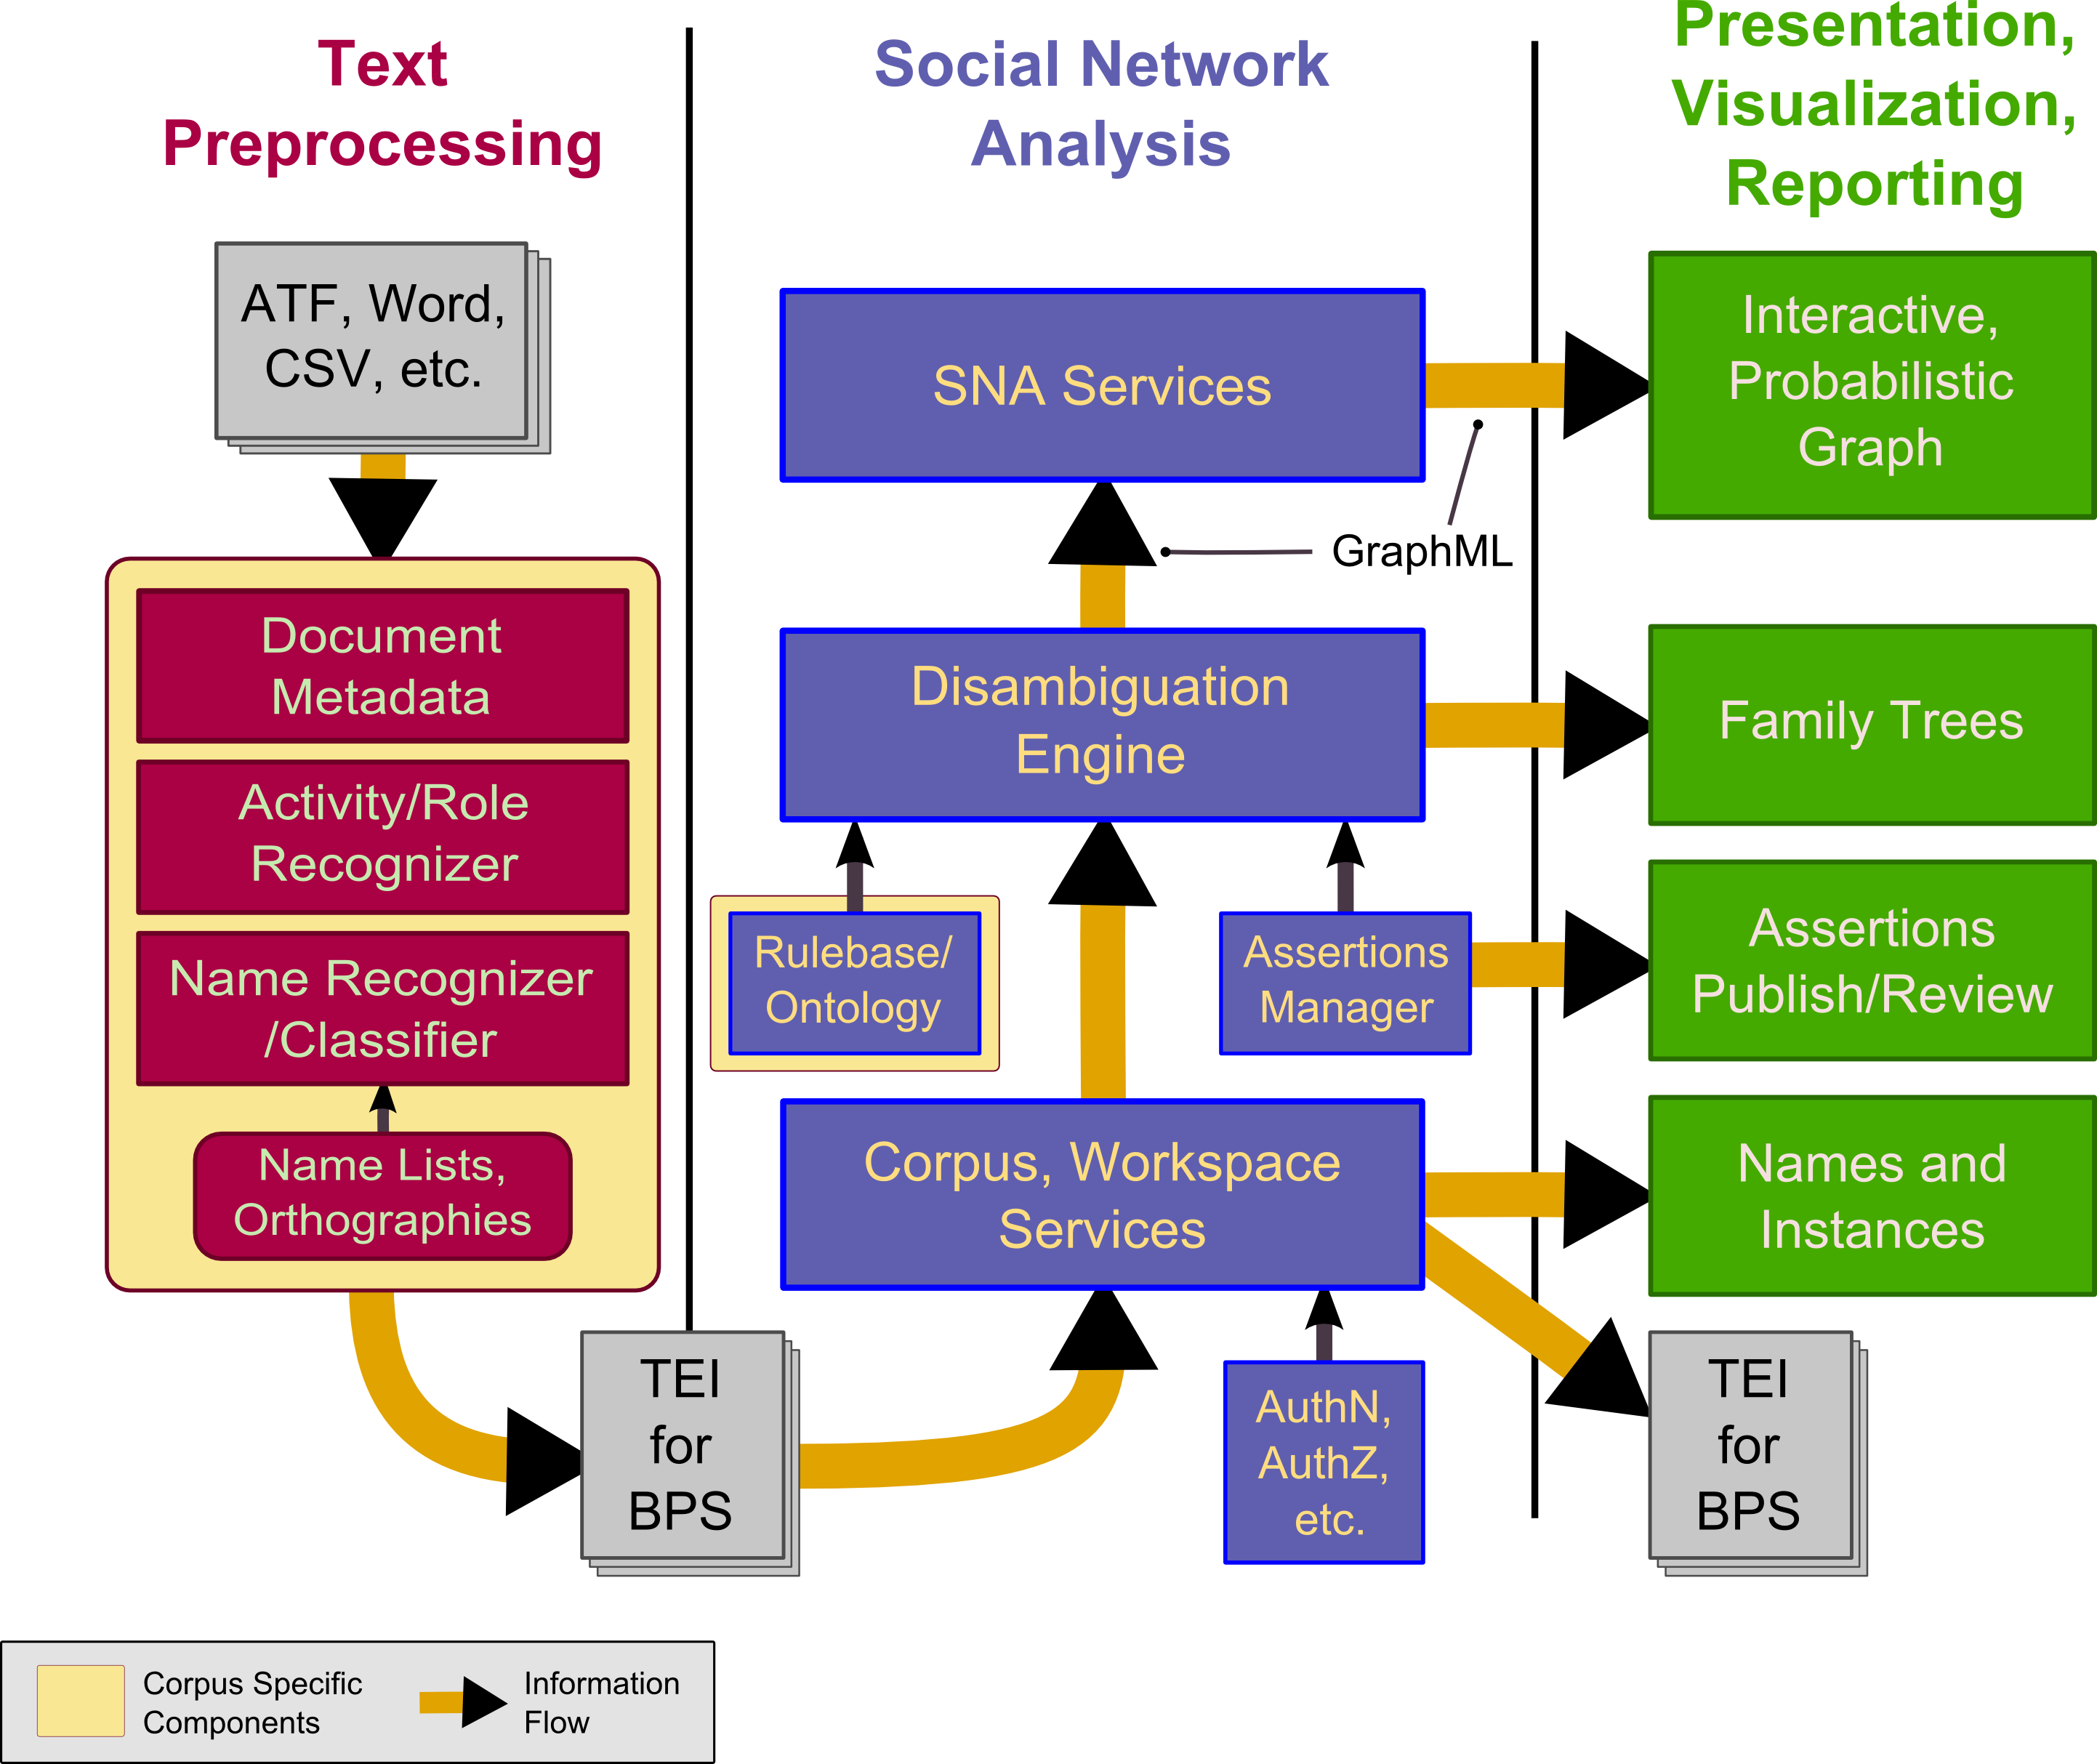 Text
Preprocessing
ATF, Word,
CSV, etc.
Document
Metadata
Activity/Role
Recognizer
Name Recognizer
/Classifier
Name Lists,
Orthographies
TEI
for
BPS
Social Network
Analysis
SNA Services
GraphML
Disambiguation
Engine
Rulebase/
Ontology
Assertions
Manager
Corpus, Workspace
Services
AuthN,
AuthZ,
etc.
Presentation,
Visualization,
Reporting
Interactive,
Probabilistic
Graph
Family Trees
Assertions
Publish/Review
Names and
Instances
TEI
for
BPS
Corpus Specific
Components
Information
Flow